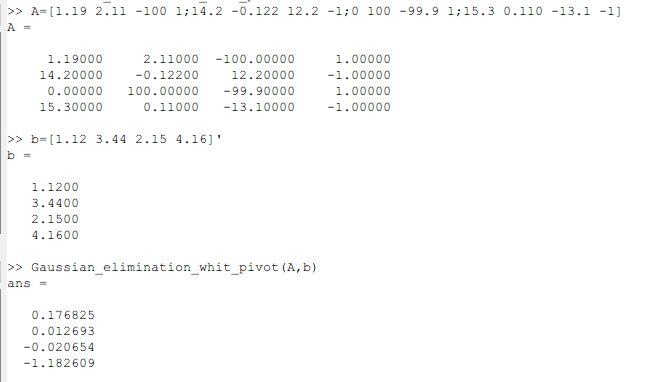 >> A=[1.19 2.11 -100 1;14.2 -0.122 12.2 -1;0 100 -99.9 1;15.3 0.110 -13.1 -1]
A =
1.19000 2.11000 -100.00000 1.00000
14.20000 -0.12200 12.20000 -1.00000
0.00000 100.00000 -99.90000 1.00000
15.30000 0.11000 -13.10000 -1.00000
>> b=[1.12 3.44 2.15 4.16]'
b =
1.1200
3.4400
2.1500
4.1600
>> Gaussian_elimination_whit_pivot(A,b)
ans =
0.176825
0.012693
-0.020654
-1.182609